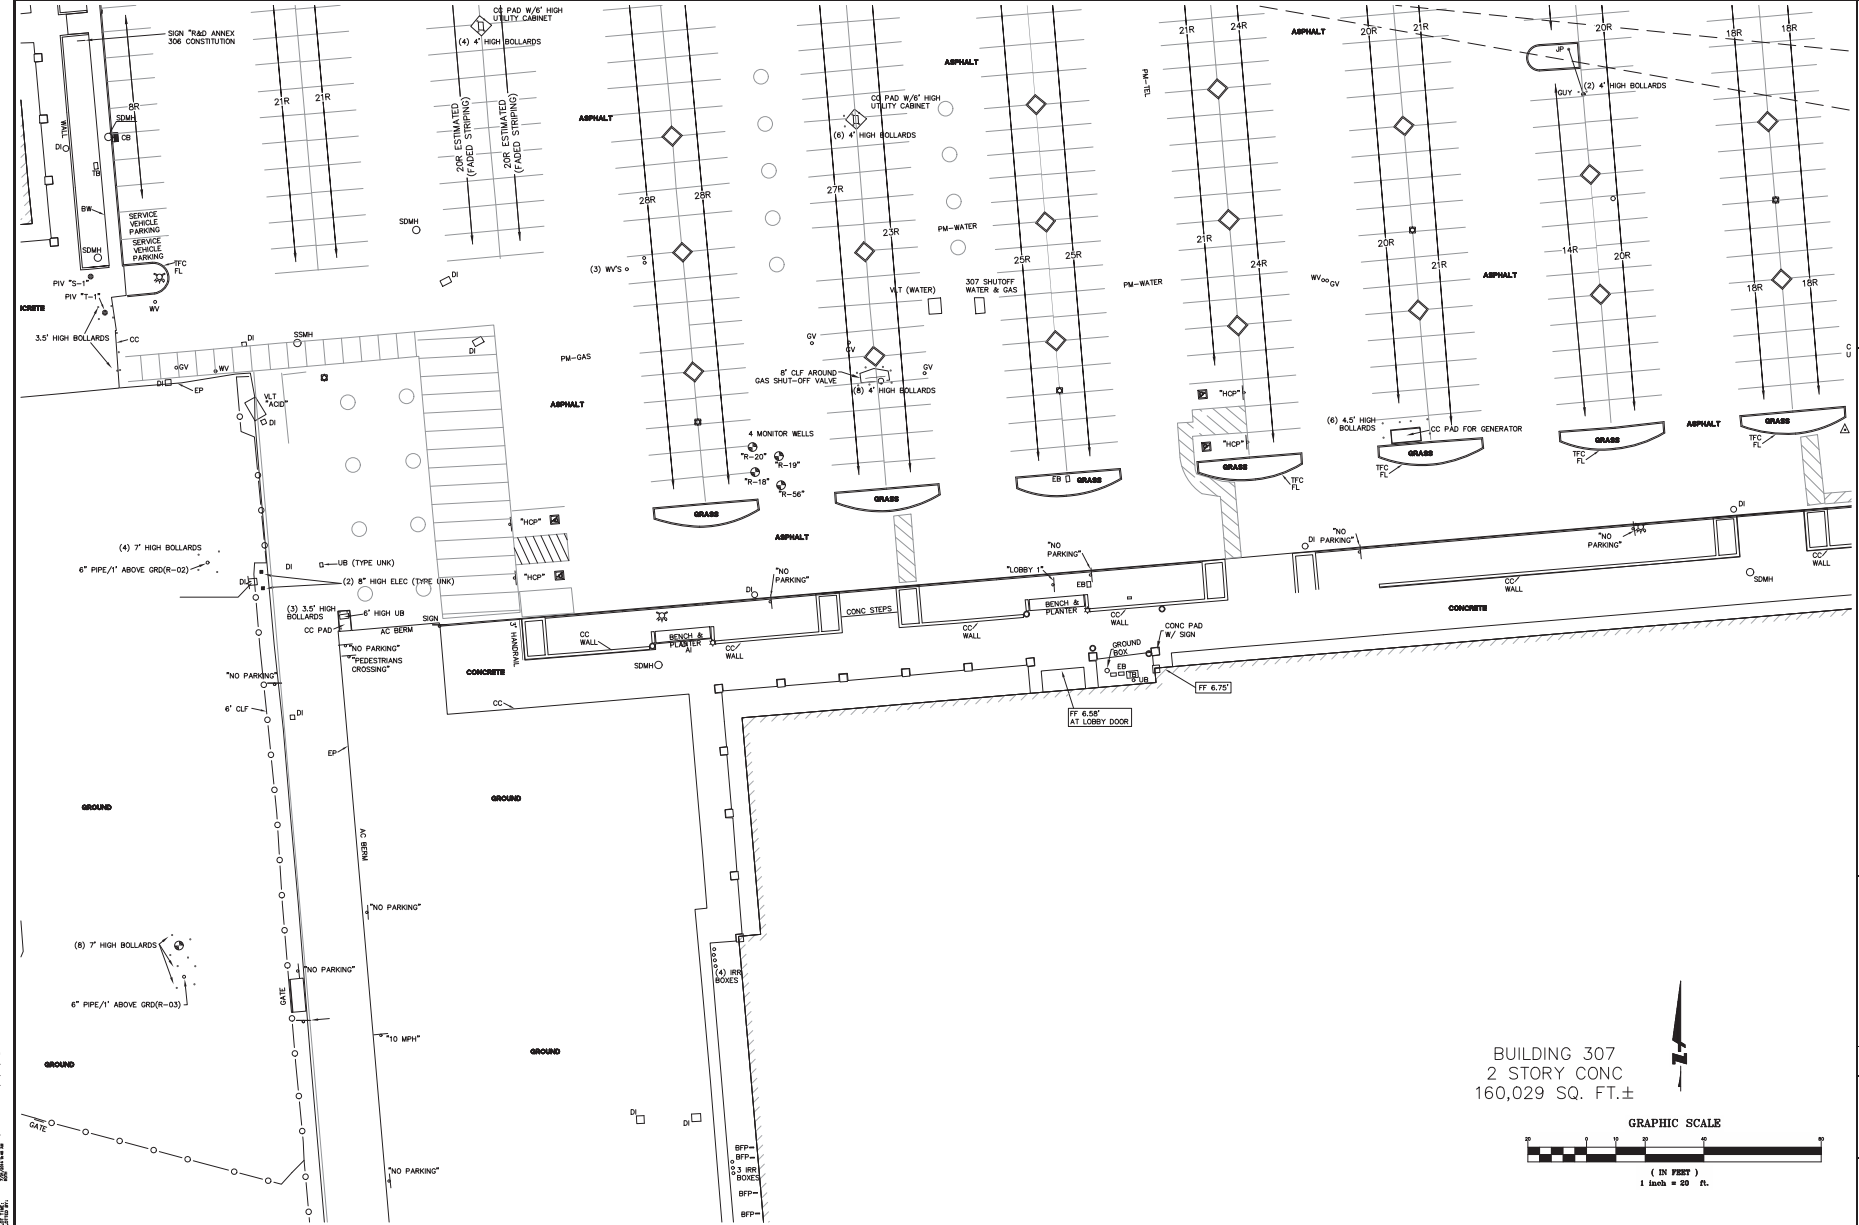 CC PAD W/6' HIGH
UTILITY CABINET
(4) 4' HIGH BOLLARDS
SIGN "R&D ANNEX
306 CONSTITUTION
ASPHALT
21R
24R
20R
21R
20R
18R
18R
JP
GUY
(2) 4' HIGH BOLLARDS
ASPHALT
PM-TEL
8R
21R
21R
20R ESTIMATED
(FADED STRIPING)
20R ESTIMATED
(FADED STRIPING)
ASPHALT
CO PAD W/6' HIGH
UTILITY CABINET
(6) 4' HIGH BOLLARDS
SDMH
CB
WALL
DI
TB
BW
SERVICE
VEHICLE
PARKING
SERVICE
VEHICLE
PARKING
SDMH
TFC
FL
PIV "S-1"
PIV "T-1"
WV
ICRETE
3.5' HIGH BOLLARDS
CC
SDMH
DI
28R
28R
27R
23R
PM-WATER
25R
25R
21R
24R
20R
21R
14R
20R
18R
18R
(3) WV'S
VLT (WATER)
307 SHUTOFF
WATER & GAS
PM-WATER
WV
GV
ASPHALT
DI
SSMH
DI
GV
WV
DI
EP
PM-GAS
GV
GV
GV
8' CLF AROUND
GAS SHUT-OFF VALVE
(8) 4' HIGH BOLLARDS
C
U
VLT
"ACID"
DI
ASPHALT
"HCP"
"HCP"
(6) 4.5' HIGH
BOLLARDS
CC PAD FOR GENERATOR
ASPHALT
4 MONITOR WELLS
"R-20"
"R-19"
"R-18"
"R-56"
GRASS
GRASS
EB
GRASS
GRASS
TFC
FL
GRASS
TFC
FL
GRASS
TFC
FL
GRASS
TFC
FL
"HCP"
"HCP"
ASPHALT
DI
"NO
PARKING"
DI
"NO
PARKING"
CC
WALL
SDMH
CC
WALL
CONCRETE
(4) 7' HIGH BOLLARDS
6" PIPE/1' ABOVE GRD(R-02)
DI
DI
UB (TYPE UNK)
(2) 8" HIGH ELEC (TYPE UNK)
(3) 3.5' HIGH
BOLLARDS
6' HIGH UB
CC PAD
AC BERM
SIGN
"NO PARKING"
"PEDESTRIANS
CROSSING"
3' HANDRAIL
"NO
PARKING"
DI
"LOBBY 1"
"NO
PARKING"
EB
BENCH &
PLANTER
CC
WALL
CONC STEPS
CC
WALL
CC
WALL
BENCH &
PLANTER
AI
CC
WALL
SDMH
CONCRETE
CONC PAD
W/ SIGN
GROUND
BOX
EB
TB
UB
FF 6.75'
FF 6.58'
AT LOBBY DOOR
CC
"NO PARKING"
6' CLF
DI
EP
GROUND
GROUND
AC BERM
"NO PARKING"
(8) 7' HIGH BOLLARDS
6" PIPE/1' ABOVE GRD(R-03)
"NO PARKING"
GATE
"10 MPH"
(4) IRR
BOXES
GROUND
GROUND
GATE
DI
DI
"NO PARKING"
BFP
BFP
3 IRR
BOXES
BFP
BFP
BUILDING 307
2 STORY CONC
160,029 SQ. FT.±
GRAPHIC SCALE
20 0 10 20 40 80
( IN FEET )
1 inch = 20 ft.